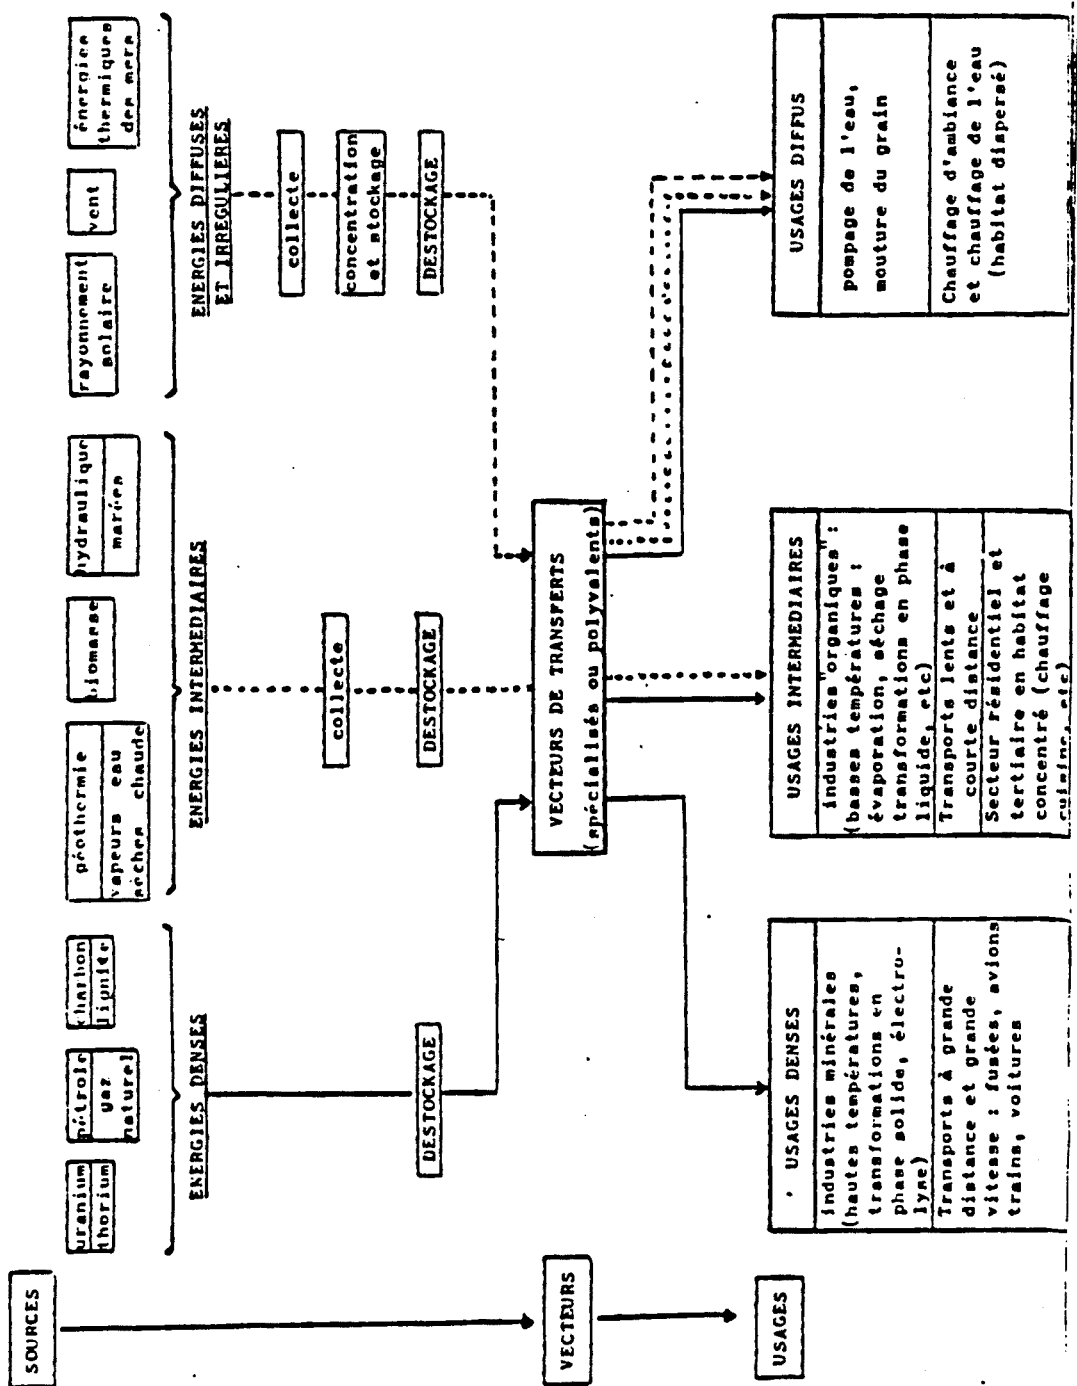 SOURCES
uranium
thorium
pétrole
gaz
naturel
charbon
lignite
géothermie
vapeurs eau
sèches chaude
biomasse
hydraulique
marées
rayonnement
solaire
vent
énergies
thermiques
des mers
ENERGIES DENSES
ENERGIES INTERMEDIAIRES
ENERGIES DIFFUSES
ET IRREGULIERES
collecte
collecte
concentration
et stockage
DESTOCKAGE
DESTOCKAGE
DESTOCKAGE
VECTEURS
VECTEURS DE TRANSFERTS
(spécialisés ou polyvalents)
USAGES
USAGES DENSES
industries minérales
(hautes températures,
transformations en
phase solide, électro-
lyse)
Transports à grande
distance et grande
vitesse : fusées, avions
trains, voitures
USAGES INTERMEDIAIRES
industries "organiques" :
(basses températures :
évaporation, séchage
transformations en phase
liquide, etc)
Transports lents et à
courte distance
Secteur résidentiel et
tertiaire en habitat
concentré (chauffage
cuisine, etc)
USAGES DIFFUS
pompage de l'eau,
mouture du grain
Chauffage d'ambiance
et chauffage de l'eau
(habitat dispersé)